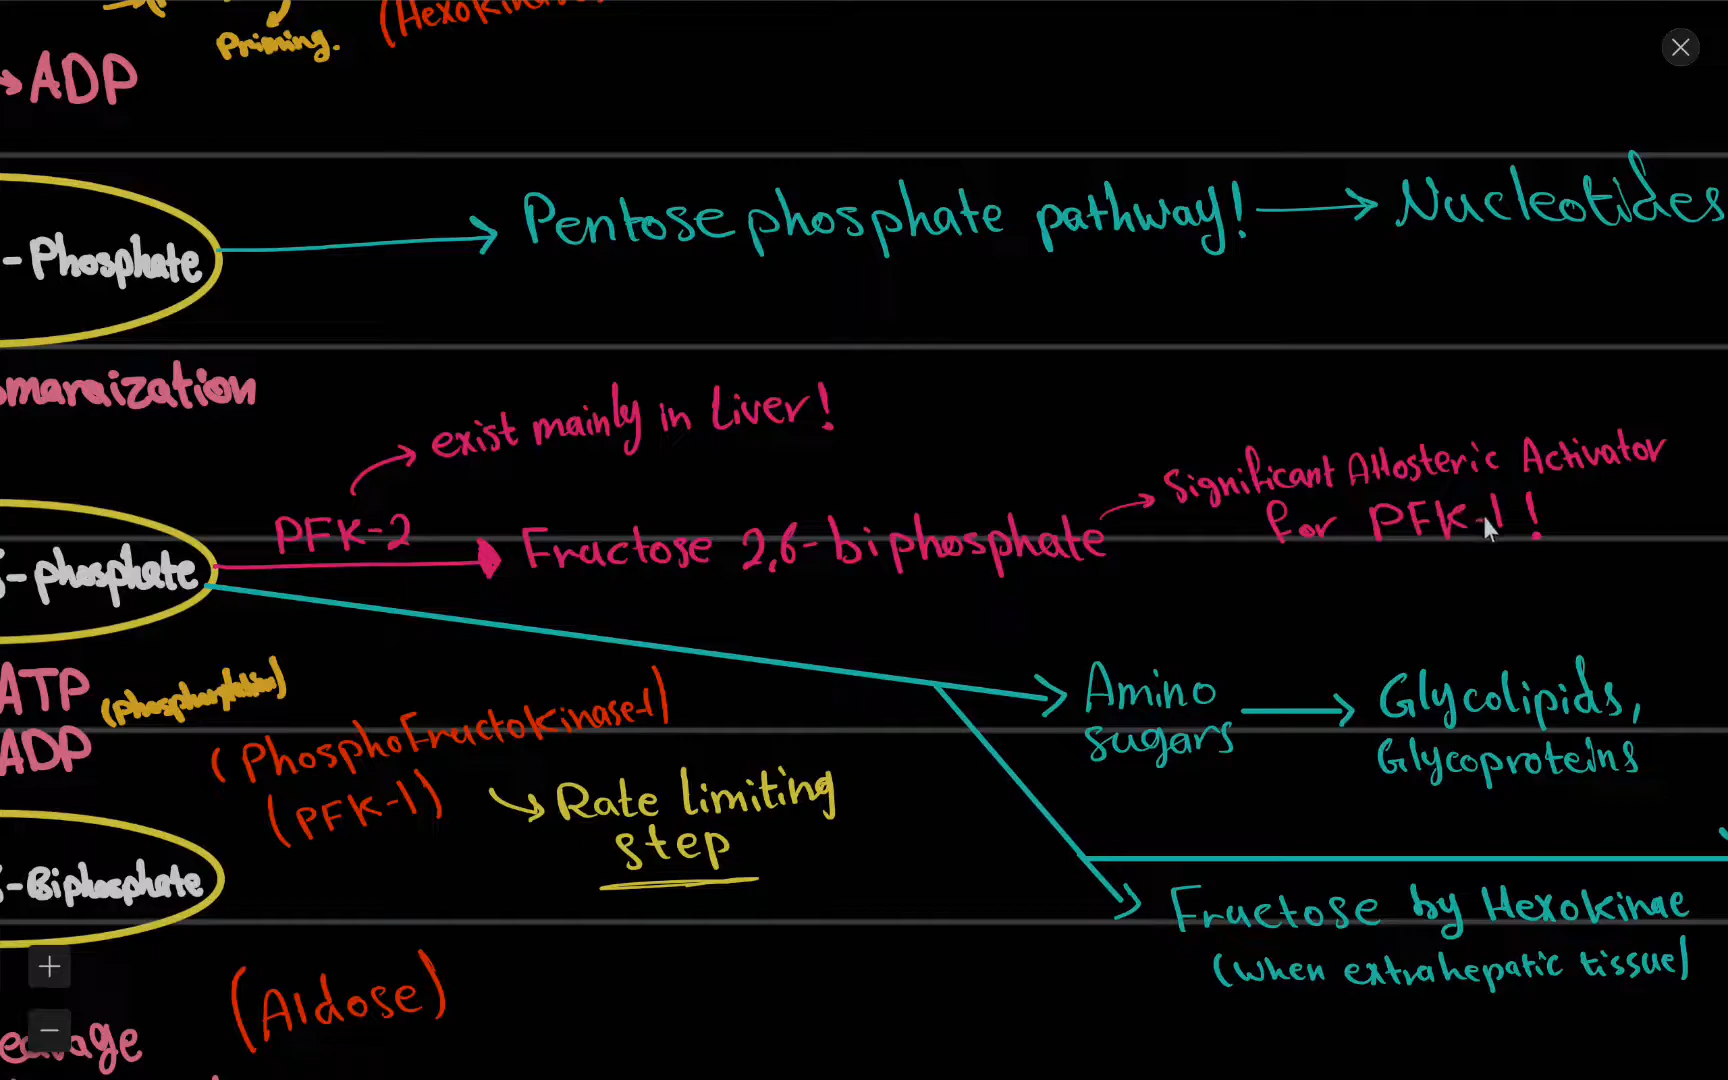 Priming.
→ADP
Pentose phosphate pathway! → Nucleotides
-Phosphate
exist mainly in Liver!
Significant Allosteric Activator
for PFK-1!
PFK-2
Fructose 2,6-biphosphate
-phosphate
ATP
(PhosphoFructoKinase-1)
Amino
sugars
Glycolipids,
Glycoproteins
ADP
(PFK-1)
Rate limiting
step
-Biphosphate
Fructose by Hexokinae
(when extrahepatic tissue)
(Aldose)